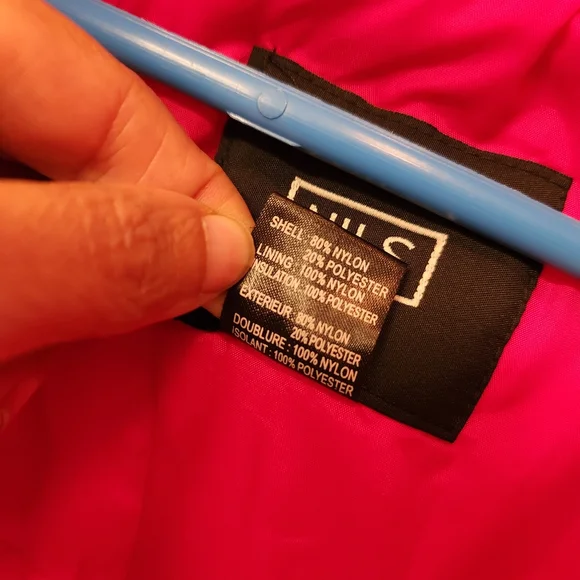 NILS
SHELL: 80% NYLON
20% POLYESTER
LINING: 100% NYLON
INSULATION: 100% POLYESTER
EXTERIEUR: 80% NYLON
20% POLYESTER
DOUBLURE : 100% NYLON
iSOLANT : 100% POLYESTER